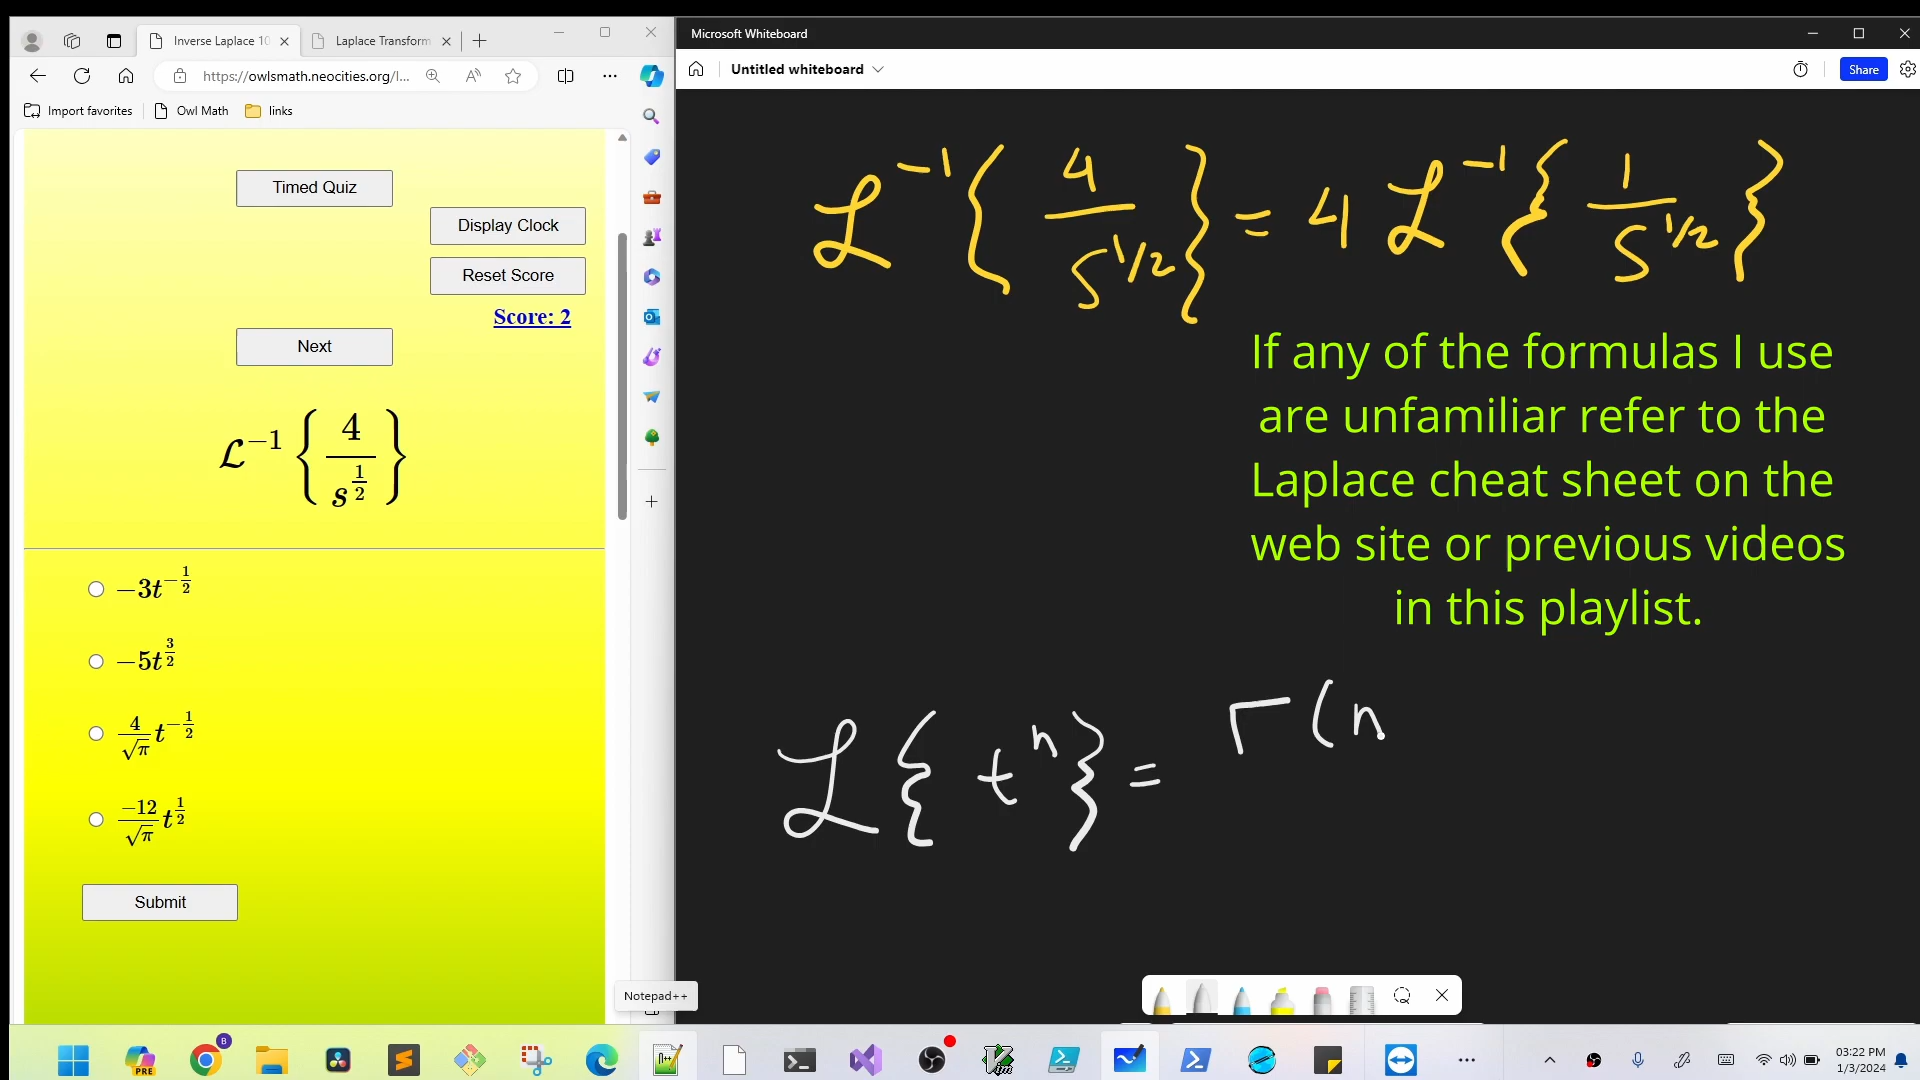 Inverse Laplace 10
Laplace Transform
https://owlsmath.neocities.org/l...
Import favorites
Owl Math
links
Timed Quiz
Display Clock
Reset Score
Score: 2
Next
ℒ⁻¹ { 4 / s^(1/2) }
−3t^(−1/2)
−5t^(3/2)
4/√π t^(−1/2)
−12/√π t^(1/2)
Submit
Notepad++
Microsoft Whiteboard
Untitled whiteboard
Share
ℒ⁻¹ { 4 / s^(1/2) } = 4 ℒ⁻¹ { 1 / s^(1/2) }
If any of the formulas I use
are unfamiliar refer to the
Laplace cheat sheet on the
web site or previous videos
in this playlist.
ℒ { tⁿ } = Γ(n
B
PRE
03:22 PM
1/3/2024